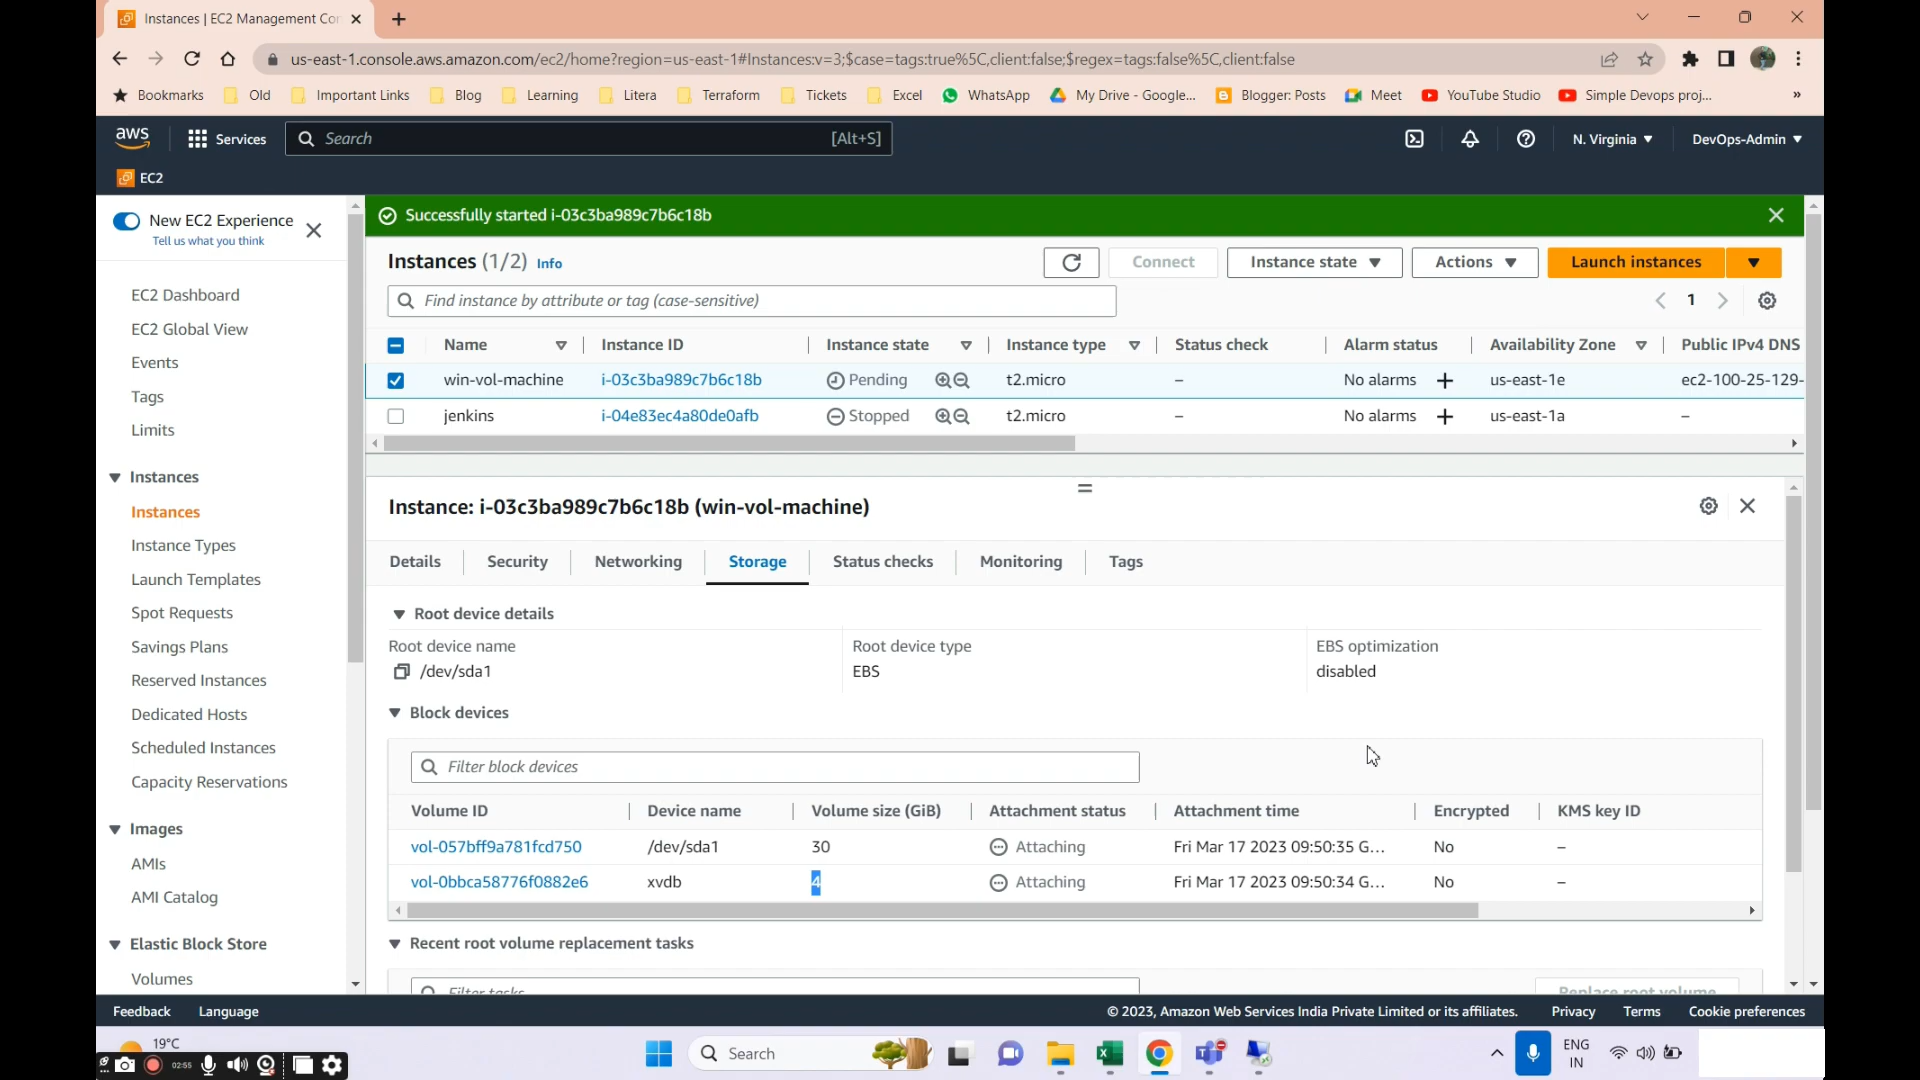 Instances | EC2 Management Con
us-east-1.console.aws.amazon.com/ec2/home?region=us-east-1#Instances:v=3;$case=tags:true%5C,client:false;$regex=tags:false%5C,client:false
Bookmarks Old Important Links Blog Learning Litera Terraform Tickets Excel WhatsApp My Drive - Google... Blogger: Posts Meet YouTube Studio Simple Devops proj... »
aws Services Search [Alt+S] N. Virginia DevOps-Admin
EC2
New EC2 Experience
Tell us what you think
EC2 Dashboard
EC2 Global View
Events
Tags
Limits
Instances
Instances
Instance Types
Launch Templates
Spot Requests
Savings Plans
Reserved Instances
Dedicated Hosts
Scheduled Instances
Capacity Reservations
Images
AMIs
AMI Catalog
Elastic Block Store
Volumes
Successfully started i-03c3ba989c7b6c18b
Instances (1/2) Info Connect Instance state Actions Launch instances
Find instance by attribute or tag (case-sensitive) 1
Name Instance ID Instance state Instance type Status check Alarm status Availability Zone Public IPv4 DNS
win-vol-machine i-03c3ba989c7b6c18b Pending t2.micro – No alarms us-east-1e ec2-100-25-129-
jenkins i-04e83ec4a80de0afb Stopped t2.micro – No alarms us-east-1a –
Instance: i-03c3ba989c7b6c18b (win-vol-machine)
Details Security Networking Storage Status checks Monitoring Tags
Root device details
Root device name Root device type EBS optimization
/dev/sda1 EBS disabled
Block devices
Filter block devices
Volume ID Device name Volume size (GiB) Attachment status Attachment time Encrypted KMS key ID
vol-057bff9a781fcd750 /dev/sda1 30 Attaching Fri Mar 17 2023 09:50:35 G... No –
vol-0bbca58776f0882e6 xvdb 4 Attaching Fri Mar 17 2023 09:50:34 G... No –
Recent root volume replacement tasks
Filter tasks Replace root volume
Feedback Language © 2023, Amazon Web Services India Private Limited or its affiliates. Privacy Terms Cookie preferences
19°C
02:55
Search
ENG
IN